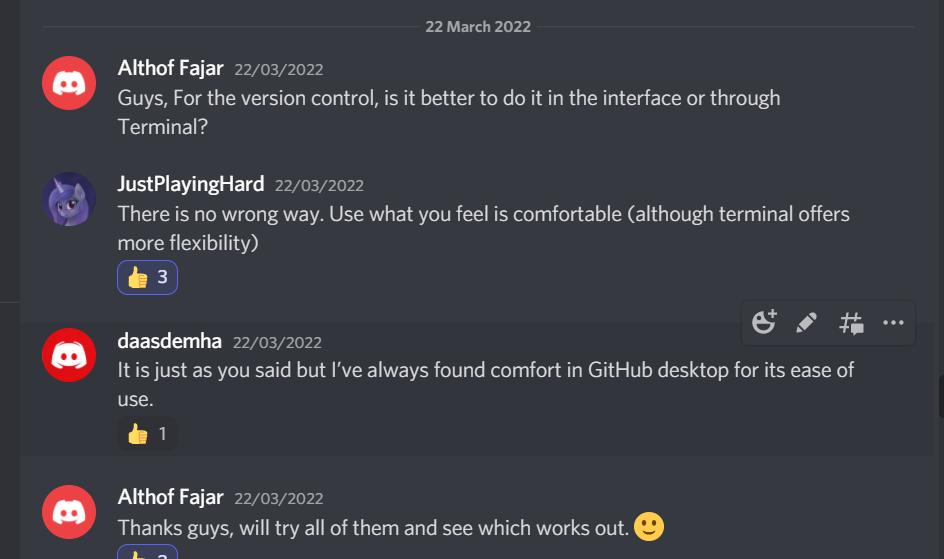 22 March 2022
Althof Fajar 22/03/2022
Guys, For the version control, is it better to do it in the interface or through
Terminal?
JustPlayingHard 22/03/2022
There is no wrong way. Use what you feel is comfortable (although terminal offers
more flexibility)
👍 3
daasdemha 22/03/2022
It is just as you said but I've always found comfort in GitHub desktop for its ease of
use.
👍 1
Althof Fajar 22/03/2022
Thanks guys, will try all of them and see which works out. 🙂